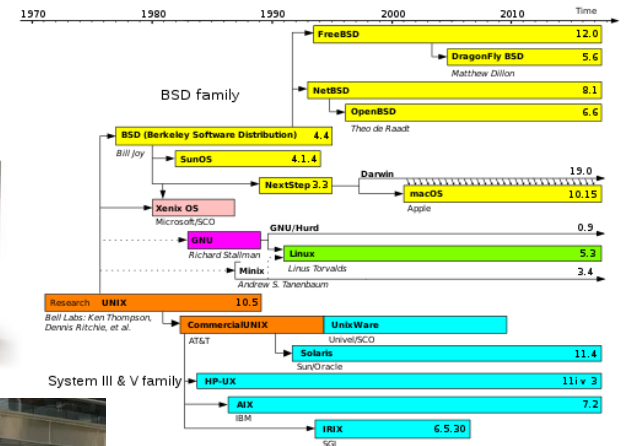 Time
1970 1980 1990 2000 2010
FreeBSD 12.0
DragonFly BSD 5.6
Matthew Dillon
BSD family
NetBSD 8.1
OpenBSD 6.6
Theo de Raadt
BSD (Berkeley Software Distribution) 4.4
Bill Joy
SunOS 4.1.4
Darwin 19.0
NextStep 3.3
macOS 10.15
Apple
Xenix OS
Microsoft/SCO
GNU/Hurd 0.9
GNU
Richard Stallman
Linux 5.3
Linus Torvalds
Minix 3.4
Andrew S. Tanenbaum
Research UNIX 10.5
Bell Labs: Ken Thompson,
Dennis Ritchie, et al.
CommercialUNIX UnixWare
AT&T Univel/SCO
Solaris 11.4
Sun/Oracle
System III & V family
HP-UX 11i v 3
AIX 7.2
IBM
IRIX 6.5.30
SGI